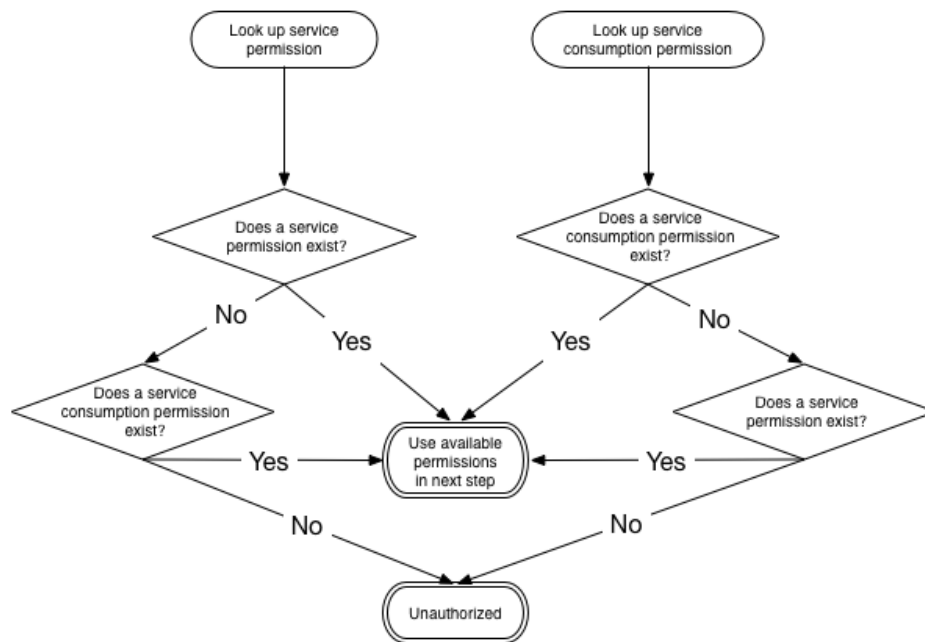 Look up service
permission
Look up service
consumption permission
Does a service
permission exist?
Does a service
consumption permission
exist?
No
Yes
Yes
No
Does a service
consumption permission
exist?
Does a service
permission exist?
Use available
permissions
in next step
Yes
Yes
No
No
Unauthorized